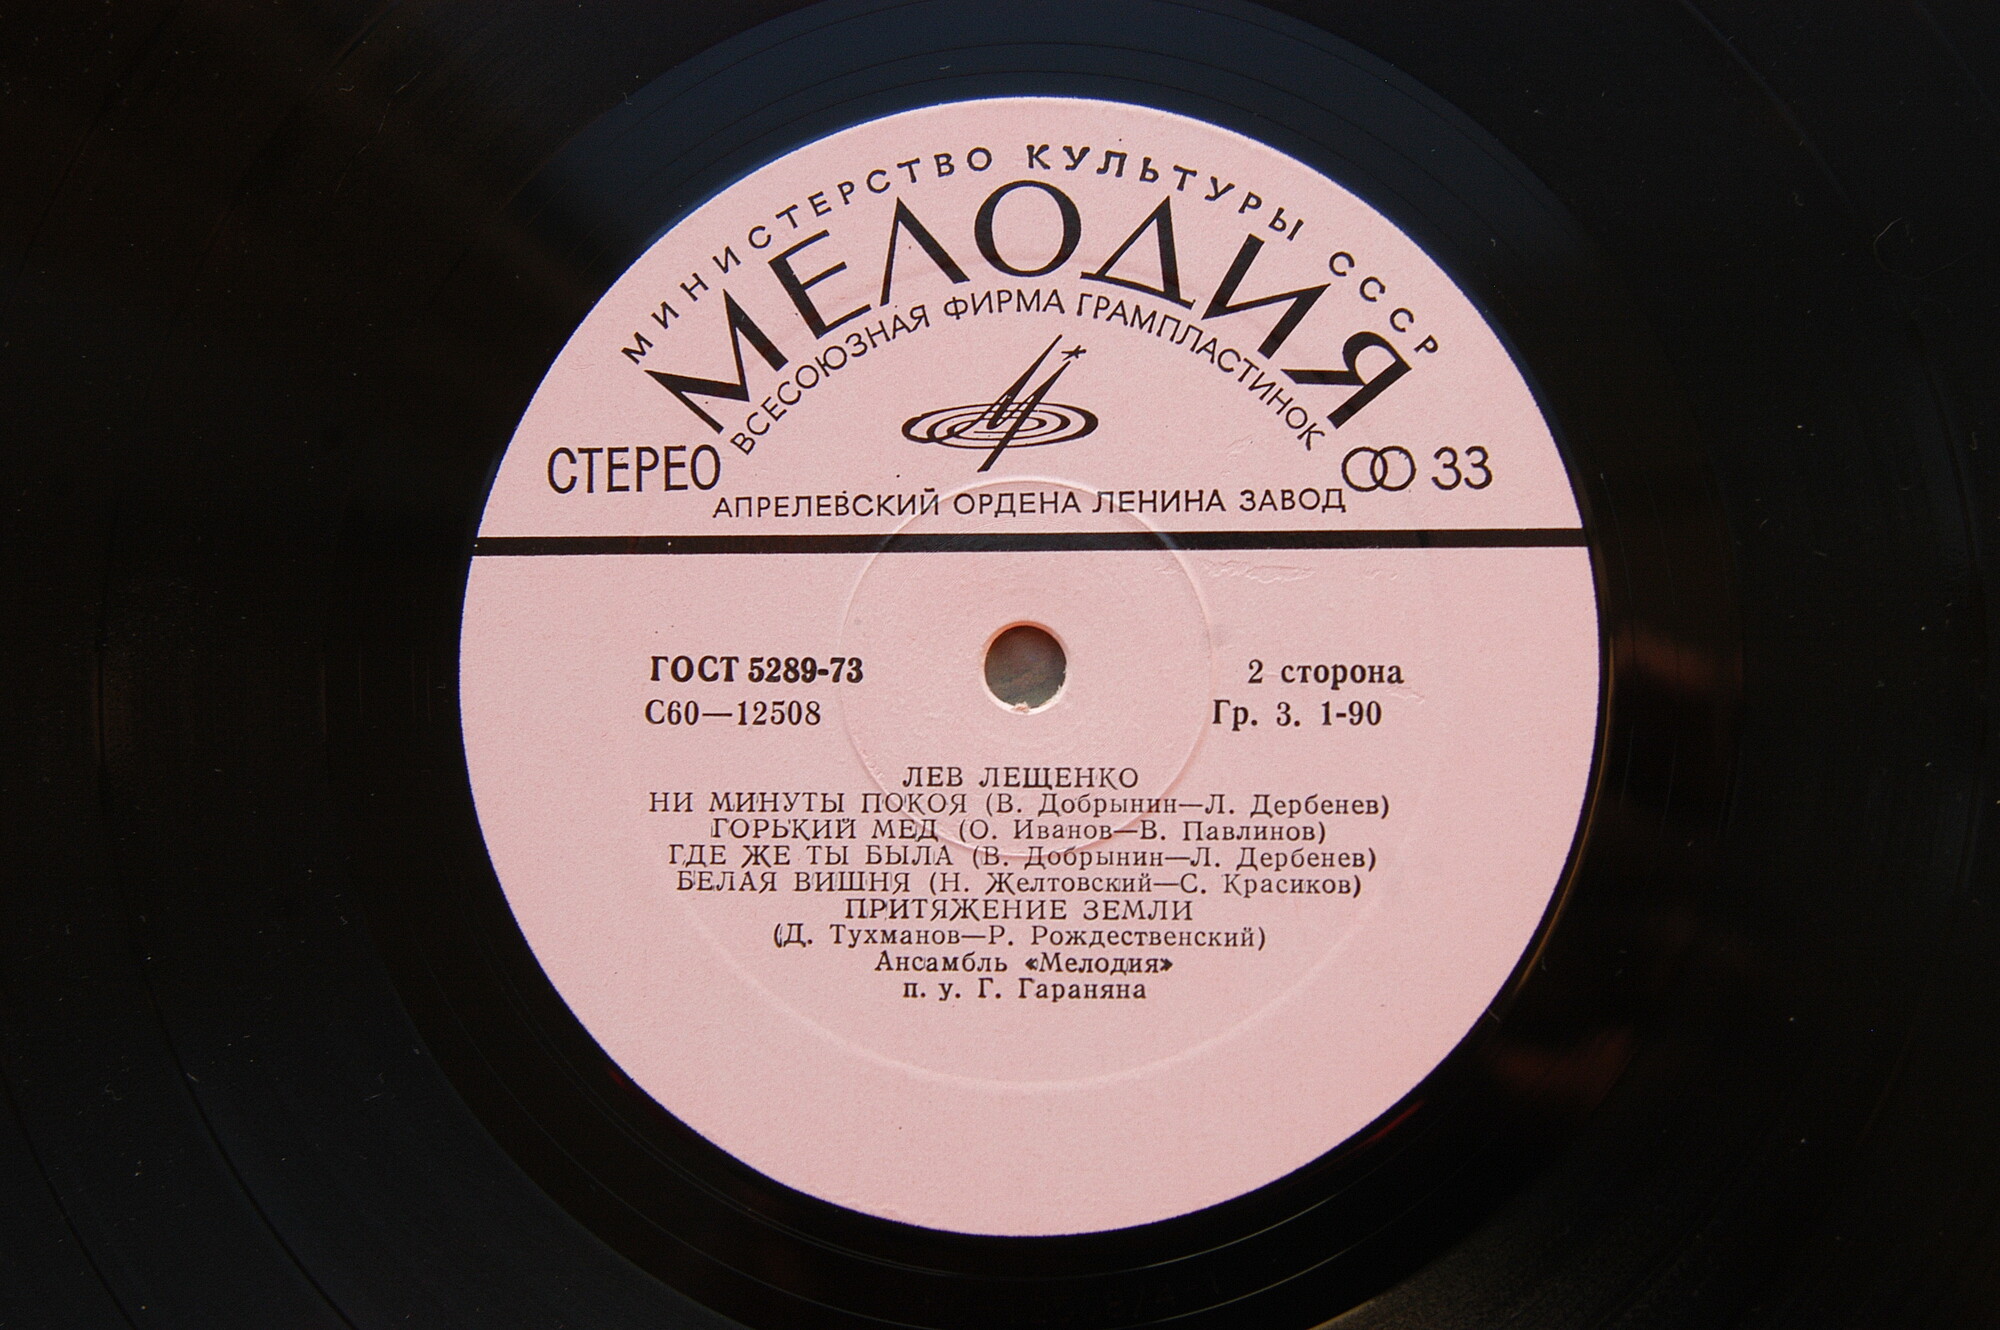 МИНИСТЕРСТВО КУЛЬТУРЫ СССР
МЕЛОДИЯ
ВСЕСОЮЗНАЯ ФИРМА ГРАМПЛАСТИНОК
СТЕРЕО
33
АПРЕЛЕВСКИЙ ОРДЕНА ЛЕНИНА ЗАВОД
ГОСТ 5289-73
2 сторона
С60—12508
Гр. 3. 1-90
ЛЕВ ЛЕЩЕНКО
НИ МИНУТЫ ПОКОЯ (В. Добрынин—Л. Дербенев)
ГОРЬКИЙ МЕД (О. Иванов—В. Павлинов)
ГДЕ ЖЕ ТЫ БЫЛА (В. Добрынин—Л. Дербенев)
БЕЛАЯ ВИШНЯ (Н. Желтовский—С. Красиков)
ПРИТЯЖЕНИЕ ЗЕМЛИ
(Д. Тухманов—Р. Рождественский)
Ансамбль «Мелодия»
п. у. Г. Гараняна